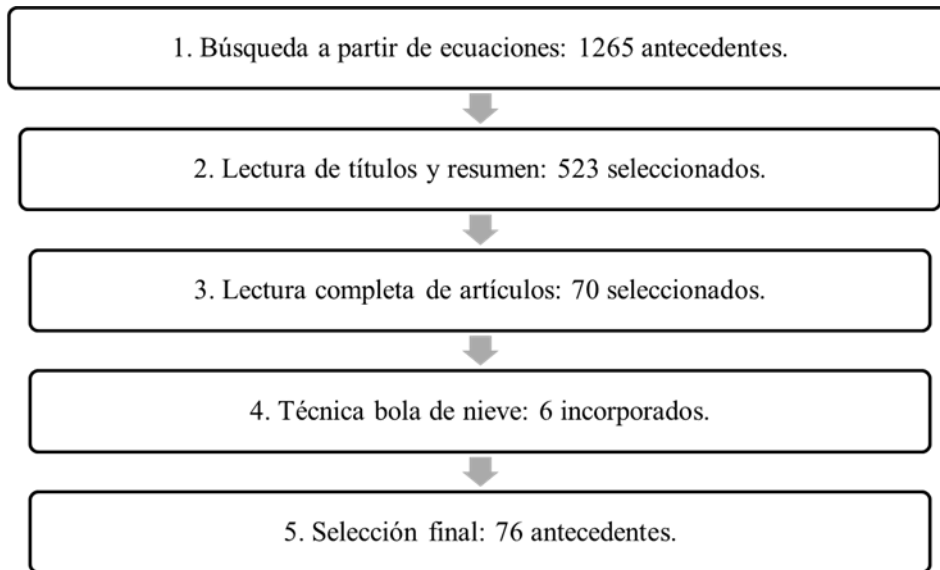 1. Búsqueda a partir de ecuaciones: 1265 antecedentes.
2. Lectura de títulos y resumen: 523 seleccionados.
3. Lectura completa de artículos: 70 seleccionados.
4. Técnica bola de nieve: 6 incorporados.
5. Selección final: 76 antecedentes.